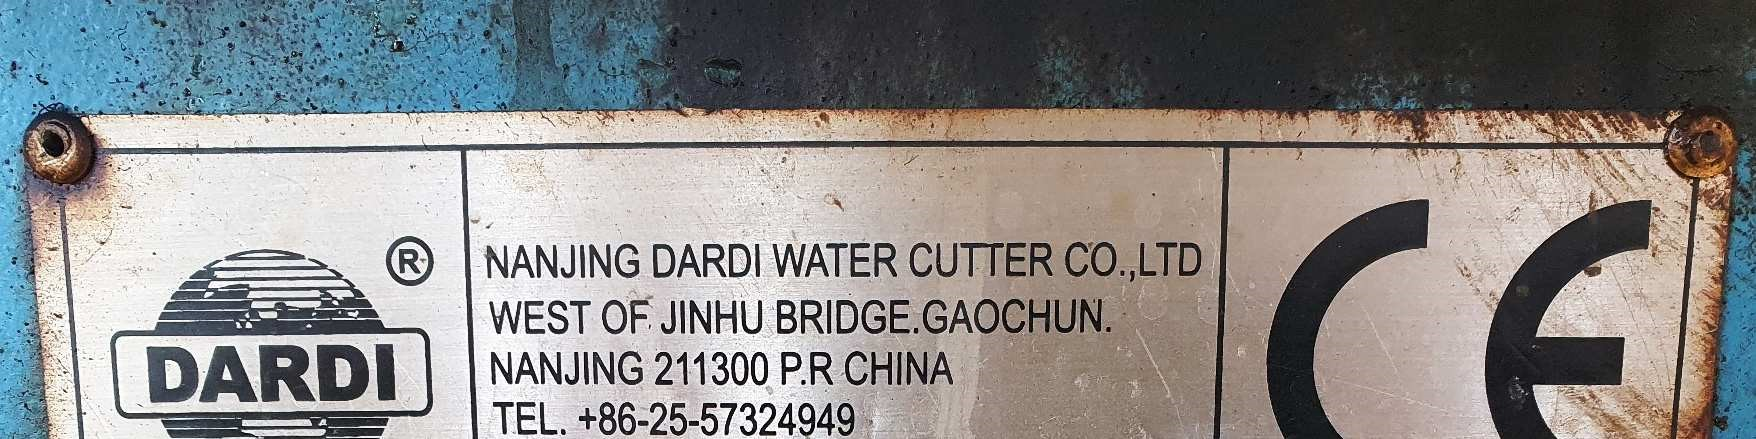 DARDI ®
NANJING DARDI WATER CUTTER CO.,LTD
WEST OF JINHU BRIDGE.GAOCHUN.
NANJING 211300 P.R CHINA
TEL. +86-25-57324949
CE